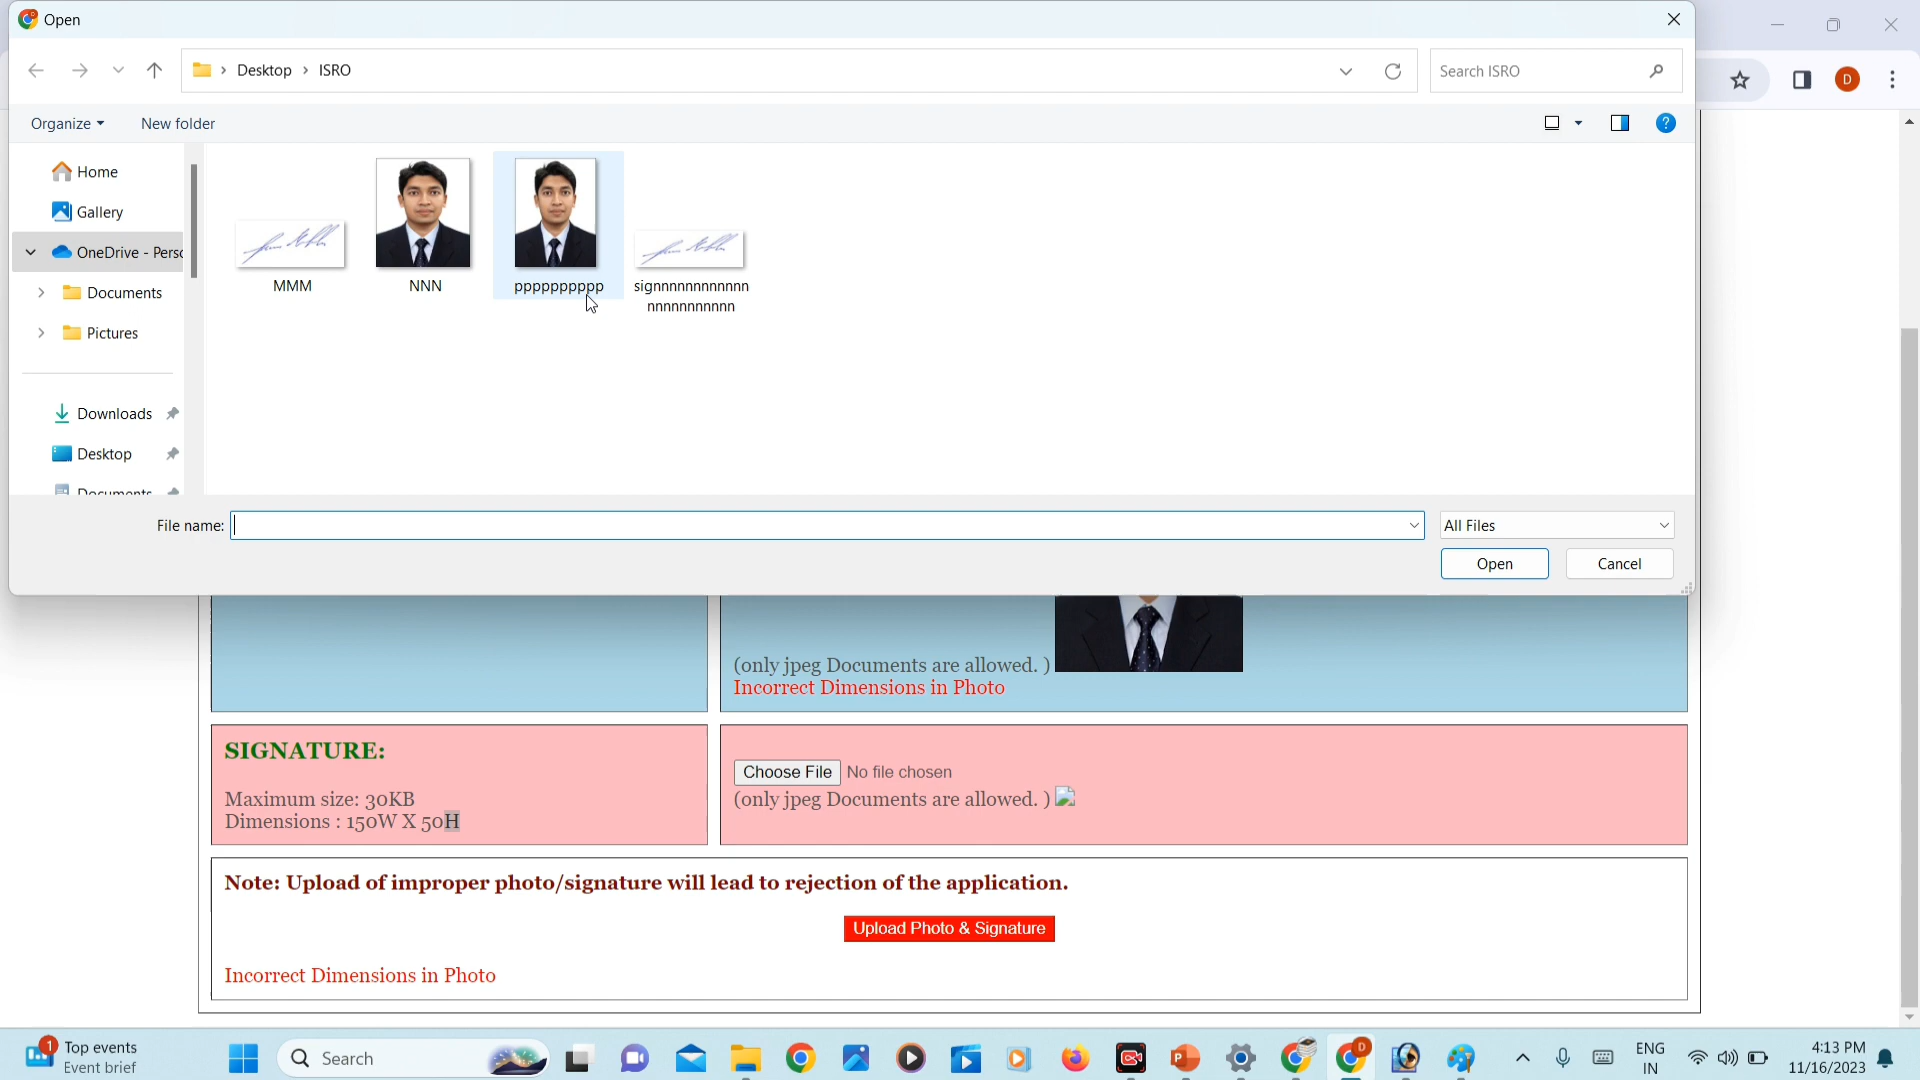 Open
Desktop > ISRO
Search ISRO
Organize
New folder
Home
Gallery
OneDrive - Perso
Documents
Pictures
Downloads
Desktop
Documents
MMM
NNN
pppppppppp
File name:
All Files
Open
Cancel
(only jpeg Documents are allowed. )
Incorrect Dimensions in Photo
SIGNATURE:
Maximum size: 30KB
Dimensions : 150W X 50H
Choose File No file chosen
(only jpeg Documents are allowed. )
Note: Upload of improper photo/signature will lead to rejection of the application.
Upload Photo & Signature
Incorrect Dimensions in Photo
1
Top events
Event brief
Search
D
D
ENG
IN
4:13 PM
11/16/2023